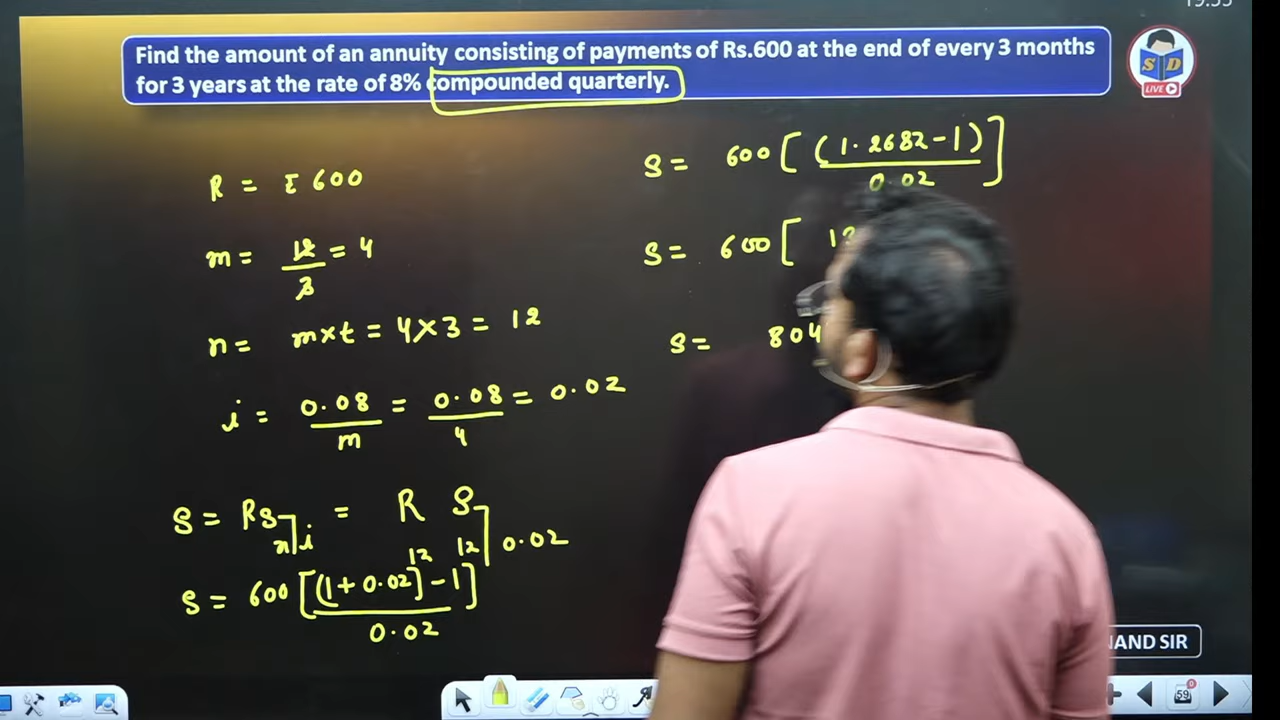 19:55
Find the amount of an annuity consisting of payments of Rs.600 at the end of every 3 months
for 3 years at the rate of 8% compounded quarterly.
SD
LIVE
R = ₹ 600
m = 12/3 = 4
n = m×t = 4×3 = 12
i = 0.08/m = 0.08/4 = 0.02
S = R S n̅|i = R S 12̅|0.02
S = 600 [(1+0.02]^12 - 1]/0.02
S = 600 [(1.2682-1)/0.02]
S = 600 [
S = 804
AND SIR
59